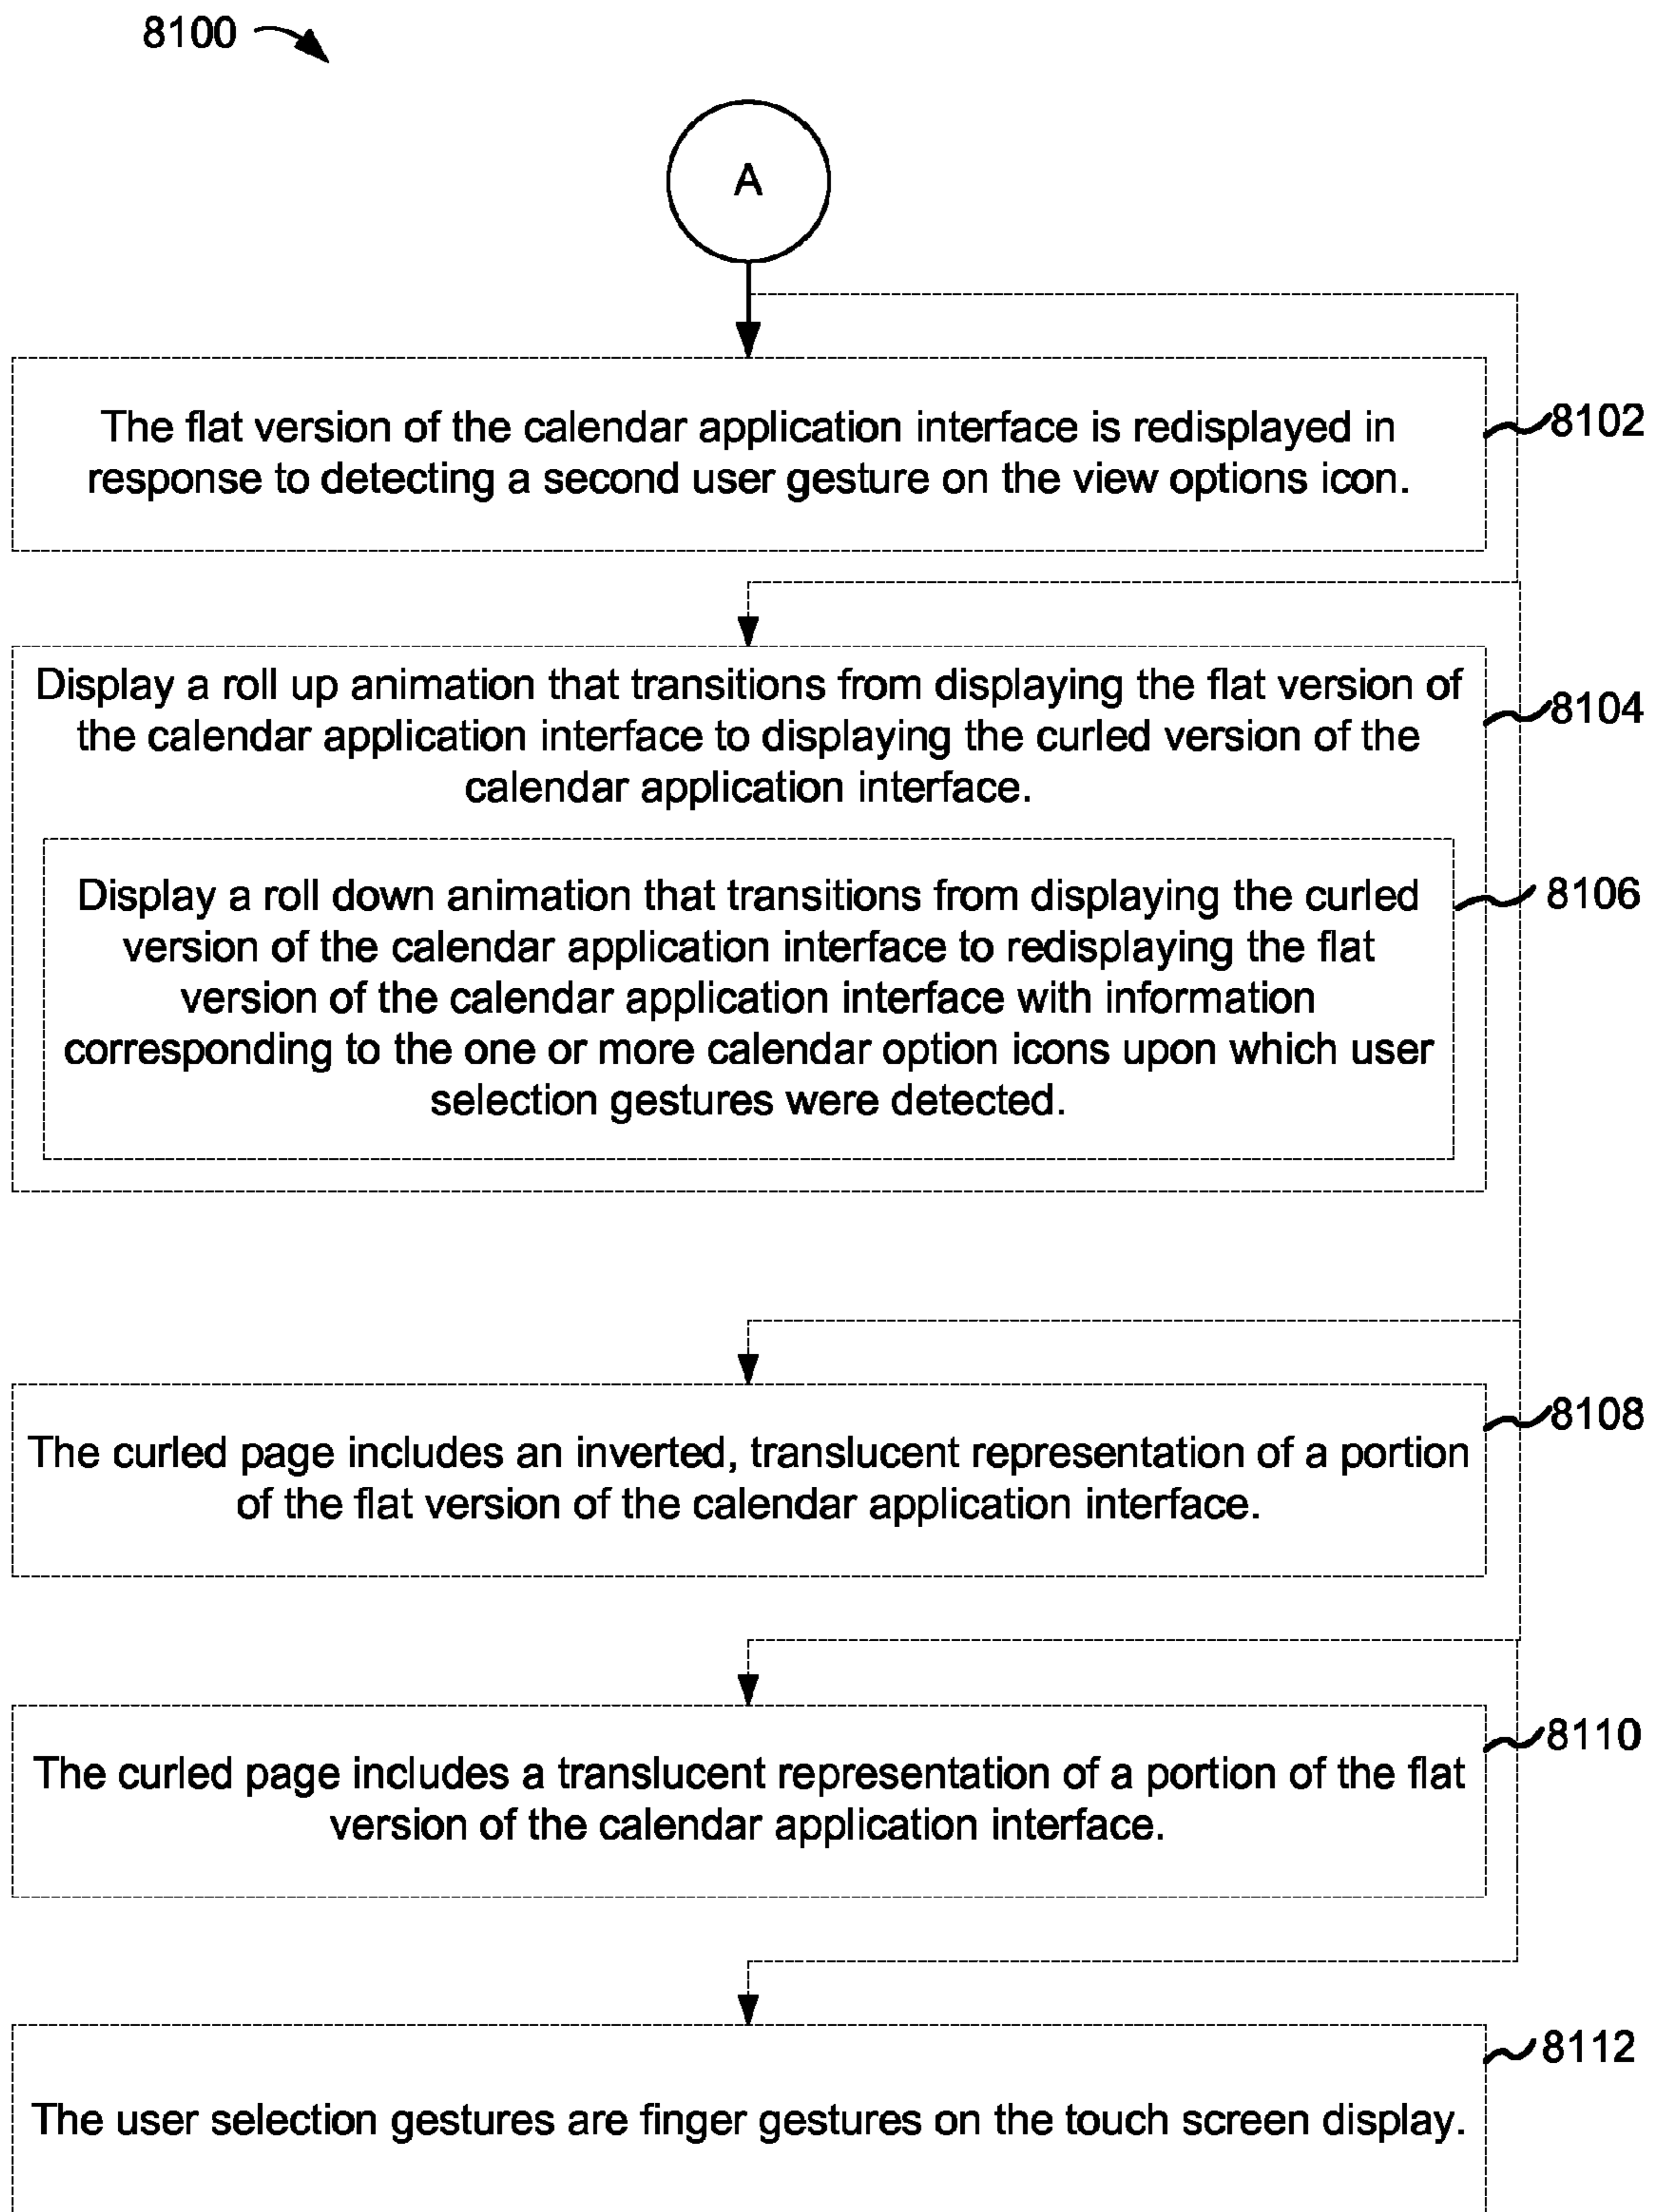 8100
A
The flat version of the calendar application interface is redisplayed in
response to detecting a second user gesture on the view options icon.
8102
Display a roll up animation that transitions from displaying the flat version of
the calendar application interface to displaying the curled version of the
calendar application interface.
8104
Display a roll down animation that transitions from displaying the curled
version of the calendar application interface to redisplaying the flat
version of the calendar application interface with information
corresponding to the one or more calendar option icons upon which user
selection gestures were detected.
8106
The curled page includes an inverted, translucent representation of a portion
of the flat version of the calendar application interface.
8108
The curled page includes a translucent representation of a portion of the flat
version of the calendar application interface.
8110
The user selection gestures are finger gestures on the touch screen display.
8112